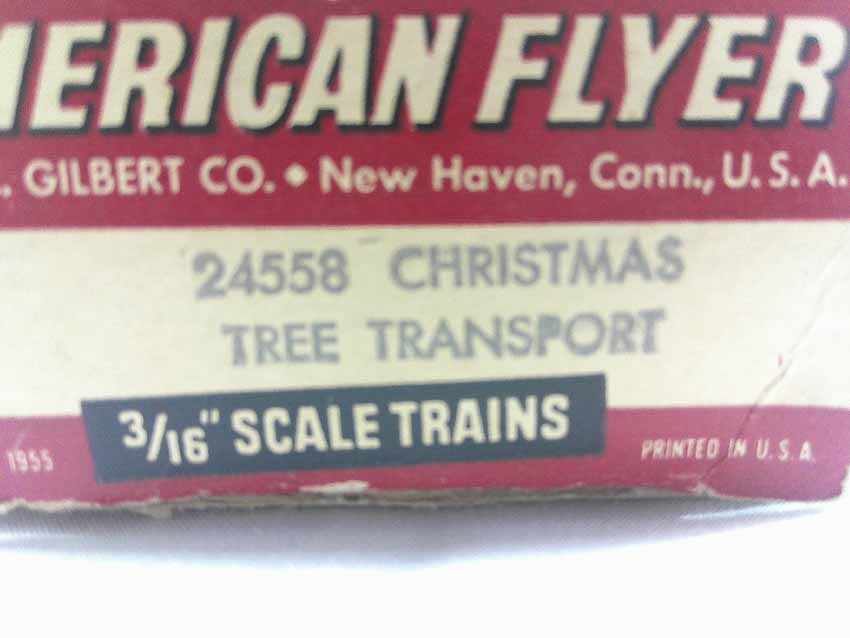 MERICAN FLYER
. GILBERT CO. • New Haven, Conn., U. S. A.
24558 CHRISTMAS
TREE TRANSPORT
3/16" SCALE TRAINS
1955
PRINTED IN U. S. A.